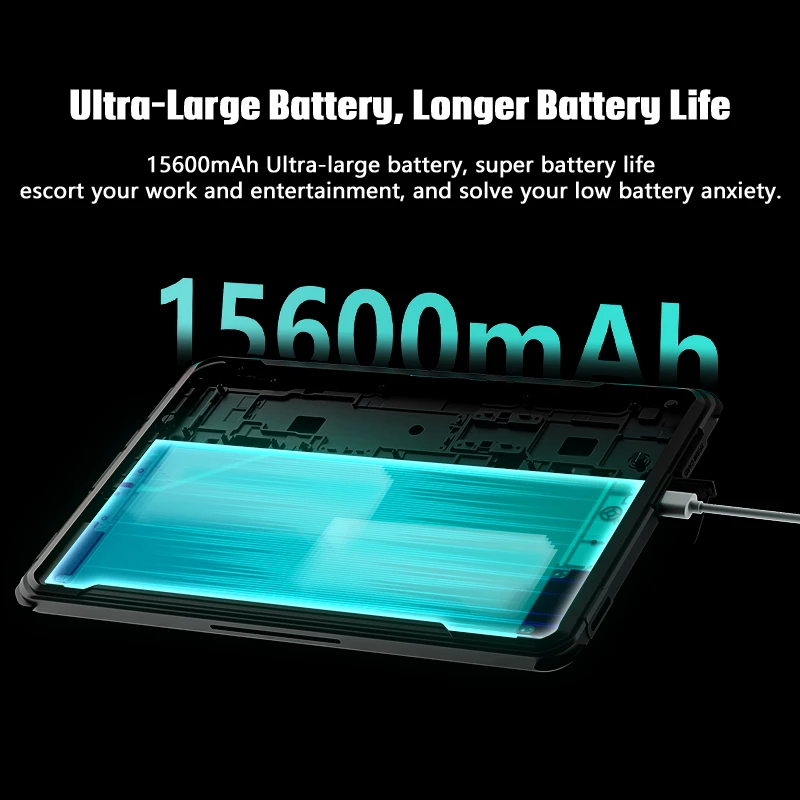 Ultra-Large Battery, Longer Battery Life
15600mAh Ultra-large battery, super battery life
escort your work and entertainment, and solve your low battery anxiety.
15600mAh